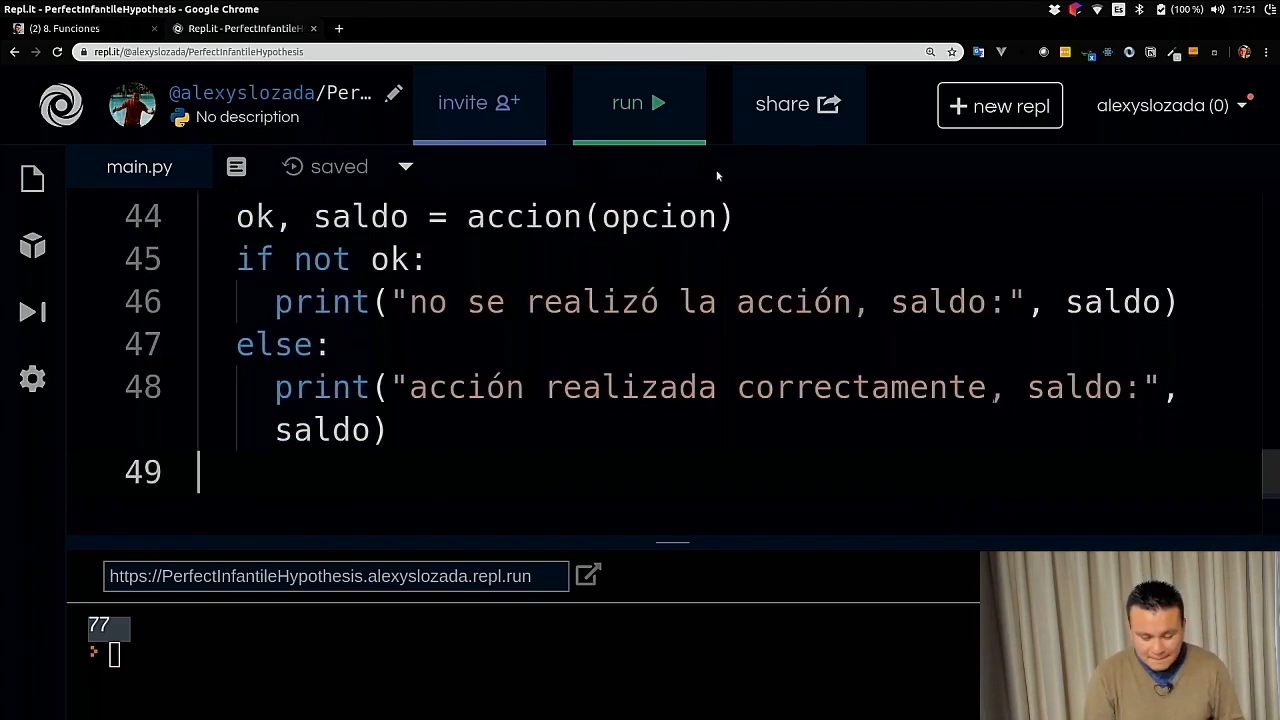 Repl.it - PerfectInfantileHypothesis - Google Chrome
Es
(100 %)
17:51
(2) 8. Funciones
Repl.it - PerfectInfantileH
repl.it/@alexyslozada/PerfectInfantileHypothesis
@alexyslozada/Per...
No description
invite
run
share
+ new repl
alexyslozada (0)
main.py
saved
44 ok, saldo = accion(opcion)
45 if not ok:
46 print("no se realizó la acción, saldo:", saldo)
47 else:
48 print("acción realizada correctamente, saldo:",
saldo)
49
https://PerfectInfantileHypothesis.alexyslozada.repl.run
77